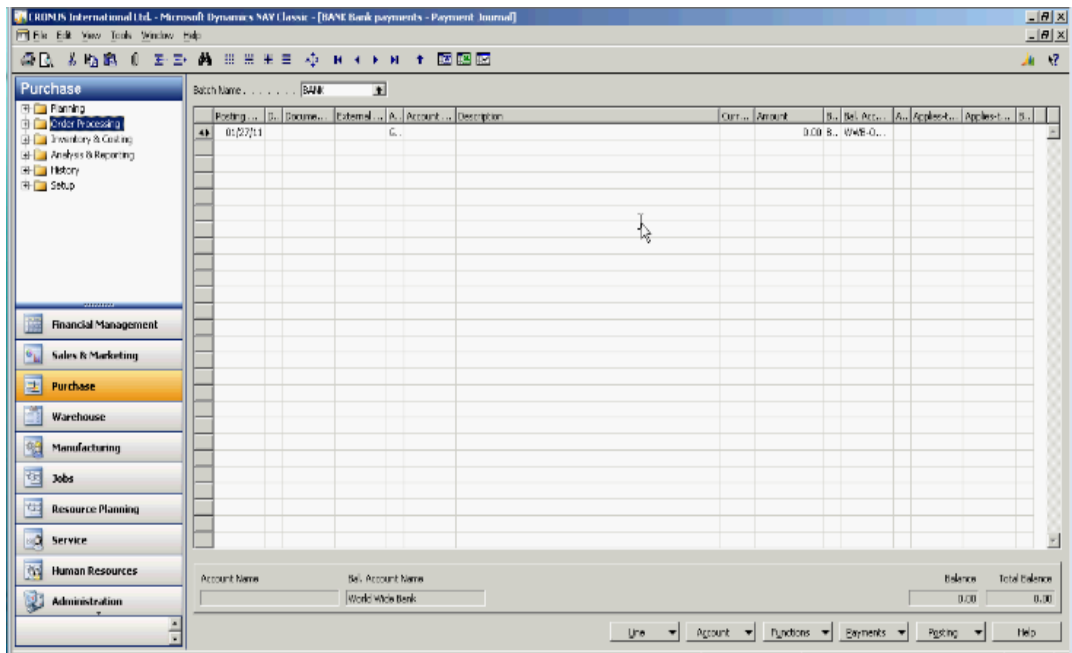 CRONUS International Ltd. - Microsoft Dynamics NAV Classic - [BANK Bank payments - Payment Journal]
File Edit View Tools Window Help
Purchase
Batch Name . . . . . . . BANK
Planning
Order Processing
Inventory & Costing
Analysis & Reporting
History
Setup
Posting ... D.. Docume... External ... A.. Account ... Description Curr... Amount B.. Bal. Acc... A.. Applies-t... Applies-t... B..
01/27/11 G.. 0.00 B.. WWB-O...
Financial Management
Sales & Marketing
Purchase
Warehouse
Manufacturing
Jobs
Resource Planning
Service
Human Resources
Administration
Account Name Bal. Account Name Balance Total Balance
World Wide Bank 0.00 0.00
Line Account Functions Payments Posting Help